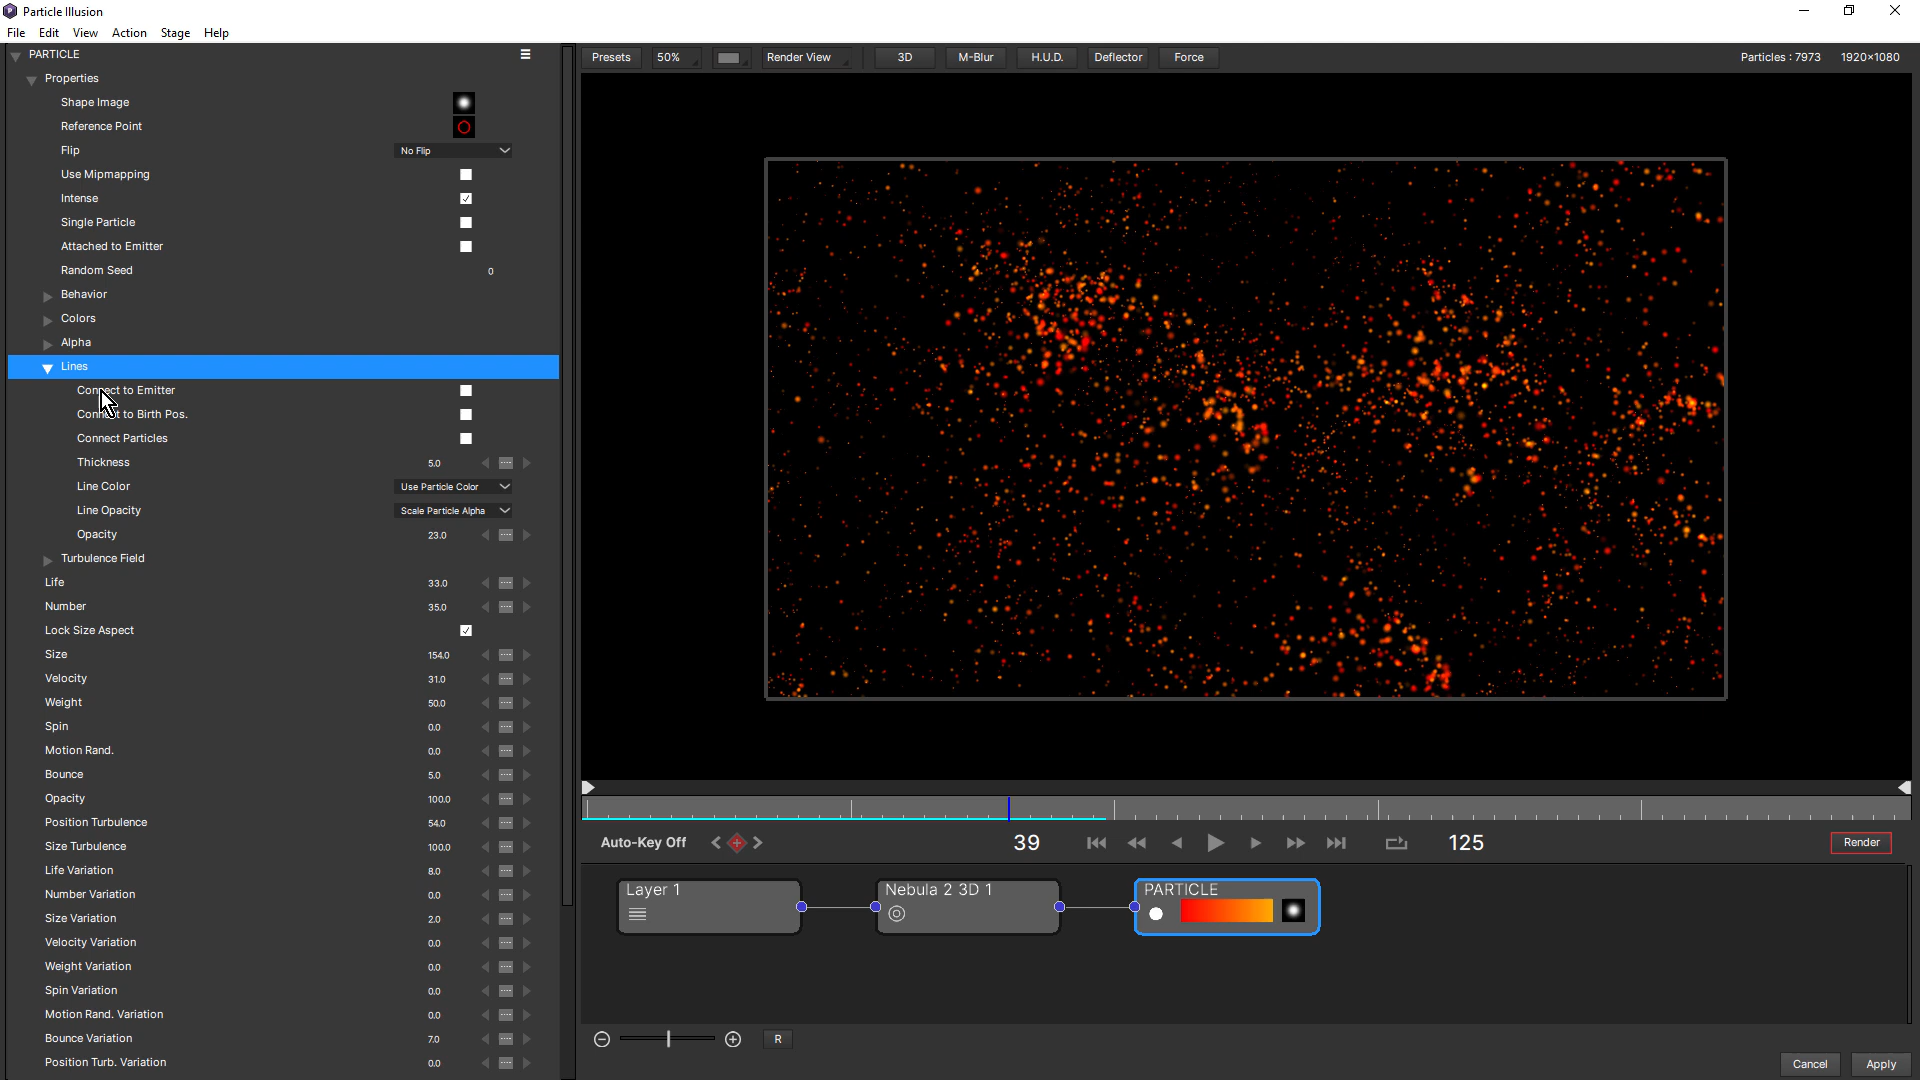 Particle Illusion
File Edit View Action Stage Help
PARTICLE
Properties
Shape Image
Reference Point
Flip No Flip
Use Mipmapping
Intense
Single Particle
Attached to Emitter
Random Seed 0
Behavior
Colors
Alpha
Lines
Connect to Emitter
Connect to Birth Pos.
Connect Particles
Thickness 5.0
Line Color Use Particle Color
Line Opacity Scale Particle Alpha
Opacity 23.0
Turbulence Field
Life 33.0
Number 35.0
Lock Size Aspect
Size 154.0
Velocity 31.0
Weight 50.0
Spin 0.0
Motion Rand. 0.0
Bounce 5.0
Opacity 100.0
Position Turbulence 54.0
Size Turbulence 100.0
Life Variation 8.0
Number Variation 0.0
Size Variation 2.0
Velocity Variation 0.0
Weight Variation 0.0
Spin Variation 0.0
Motion Rand. Variation 0.0
Bounce Variation 7.0
Position Turb. Variation 0.0
Presets 50% Render View 3D M-Blur H.U.D. Deflector Force Particles : 7973 1920×1080
Auto-Key Off 39 125 Render
Layer 1 Nebula 2 3D 1 PARTICLE
R
Cancel Apply